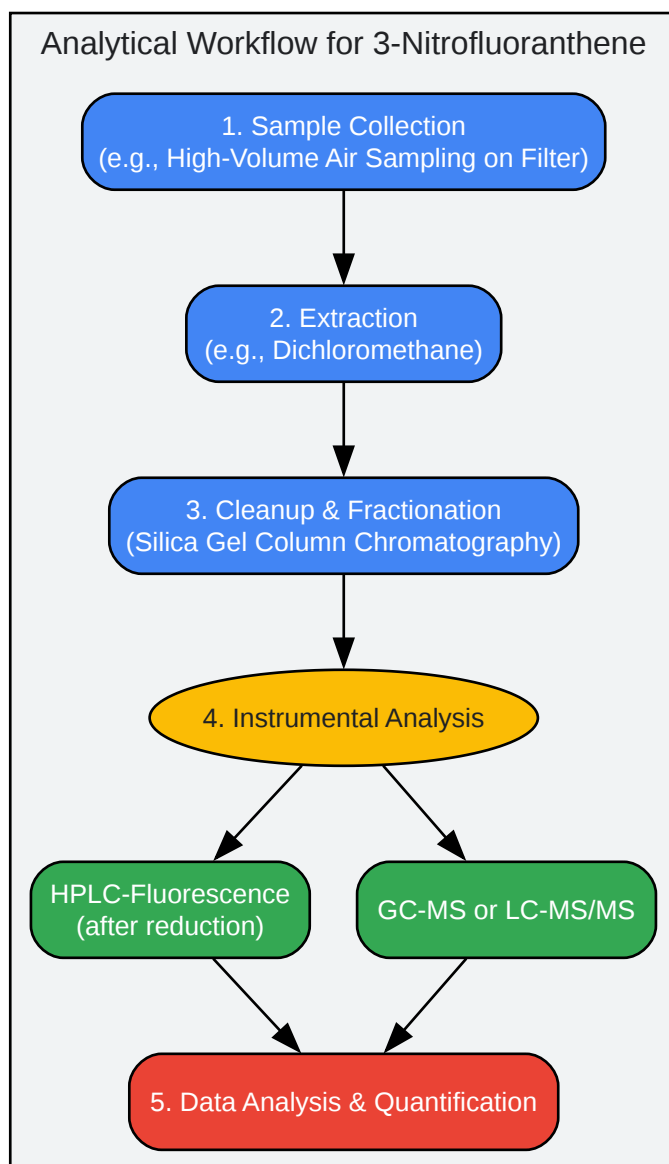 Analytical Workflow for 3-Nitrofluoranthene
1. Sample Collection
(e.g., High-Volume Air Sampling on Filter)
2. Extraction
(e.g., Dichloromethane)
3. Cleanup & Fractionation
(Silica Gel Column Chromatography)
4. Instrumental Analysis
HPLC-Fluorescence
(after reduction)
GC-MS or LC-MS/MS
5. Data Analysis & Quantification